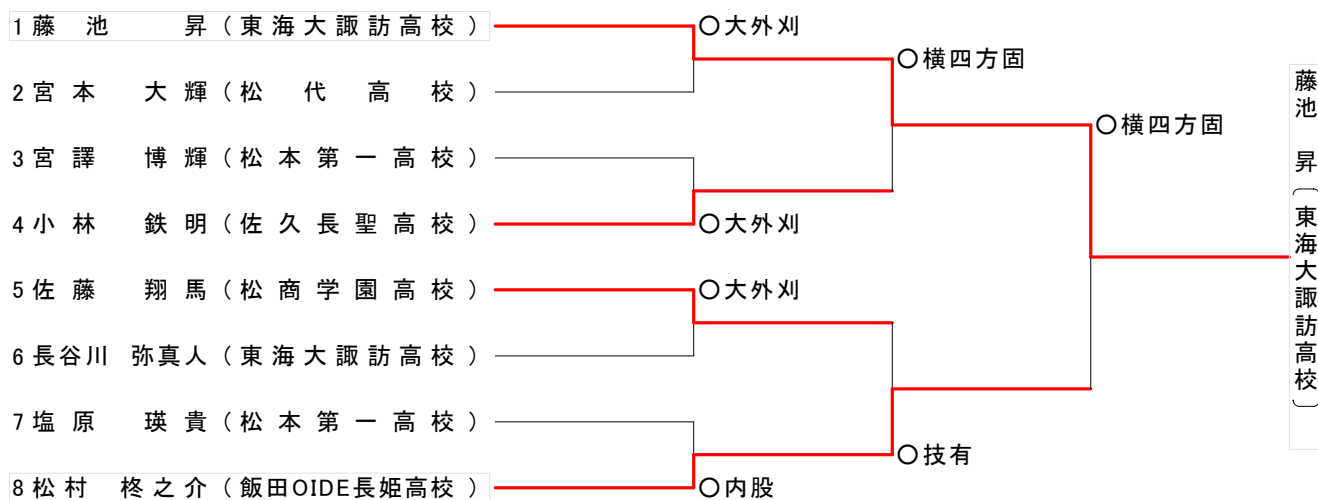 1 藤池 昇(東海大諏訪高校)
2 宮本 大輝(松代高校)
3 宮譯 博輝(松本第一高校)
4 小林 鉄明(佐久長聖高校)
5 佐藤 翔馬(松商学園高校)
6 長谷川 弥真人(東海大諏訪高校)
7 塩原 瑛貴(松本第一高校)
8 松村 柊之介(飯田OIDE長姫高校)
〇大外刈
〇大外刈
〇大外刈
〇内股
〇横四方固
〇技有
〇横四方固
藤池 昇(東海大諏訪高校)